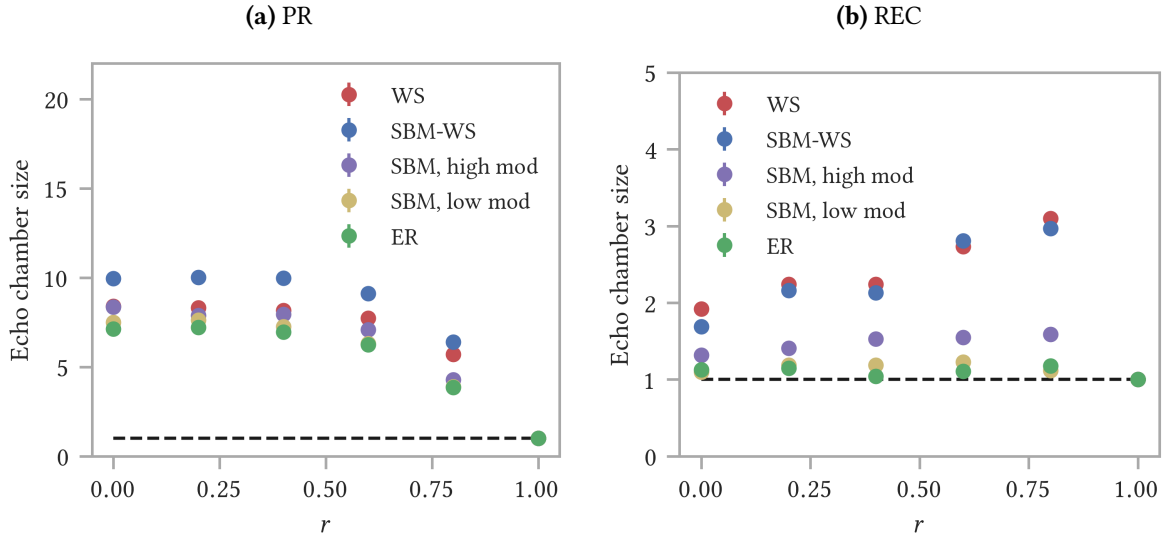 (a) PR
Echo chamber size
20
15
10
5
0
WS
SBM-WS
SBM, high mod
SBM, low mod
ER
0.00 0.25 0.50 0.75 1.00
r
(b) REC
Echo chamber size
5
4
3
2
1
0
WS
SBM-WS
SBM, high mod
SBM, low mod
ER
0.00 0.25 0.50 0.75 1.00
r